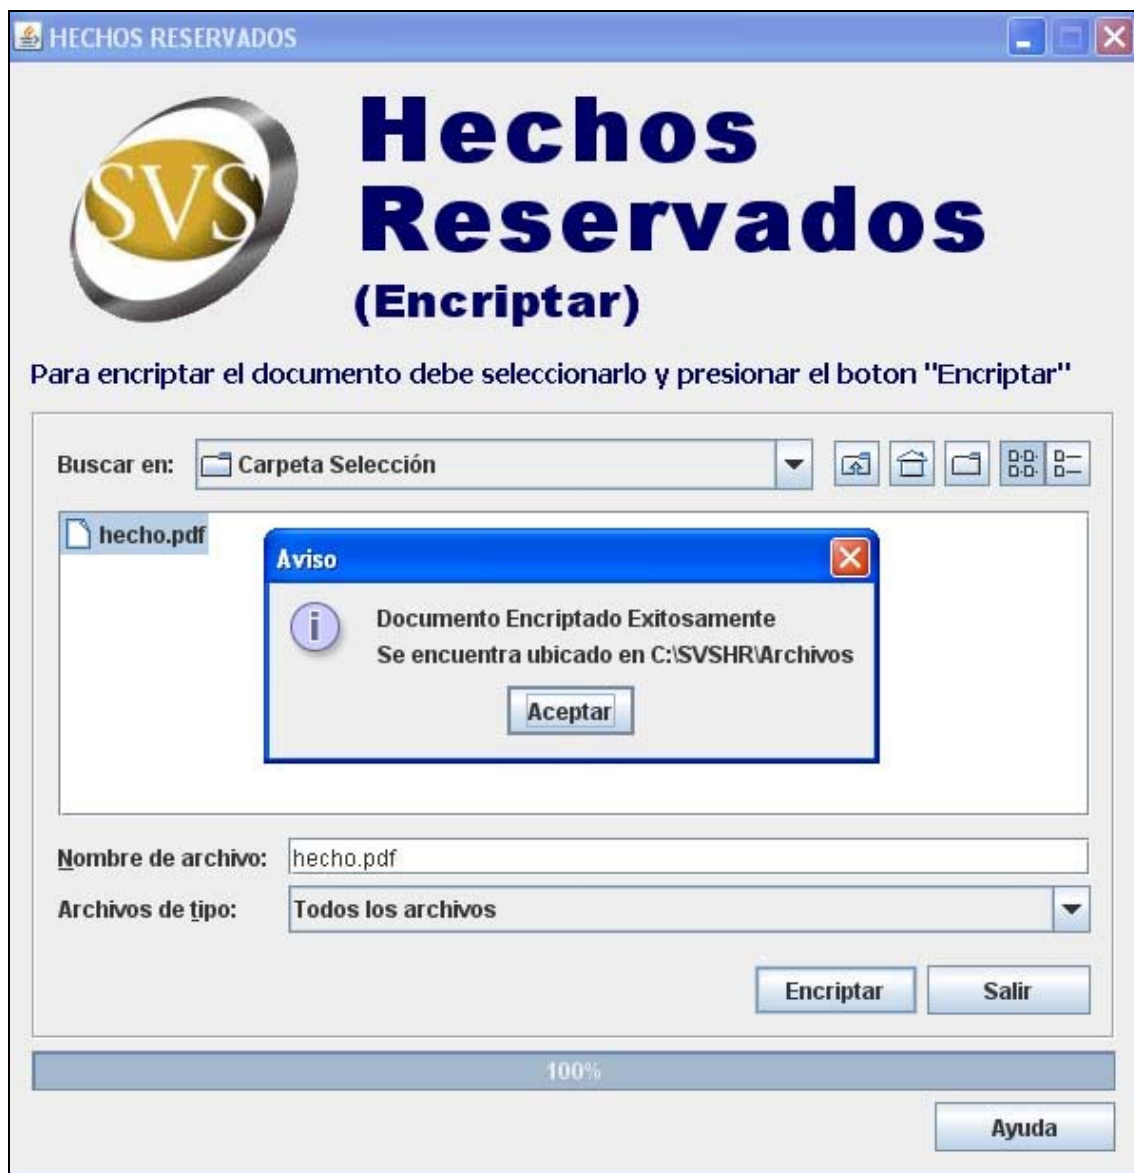 HECHOS RESERVADOS
SVS
Hechos
Reservados
(Encriptar)
Para encriptar el documento debe seleccionarlo y presionar el boton "Encriptar"
Buscar en: Carpeta Selección
hecho.pdf
Aviso
i
Documento Encriptado Exitosamente
Se encuentra ubicado en C:\SVSHR\Archivos
Aceptar
Nombre de archivo: hecho.pdf
Archivos de tipo: Todos los archivos
Encriptar Salir
100%
Ayuda